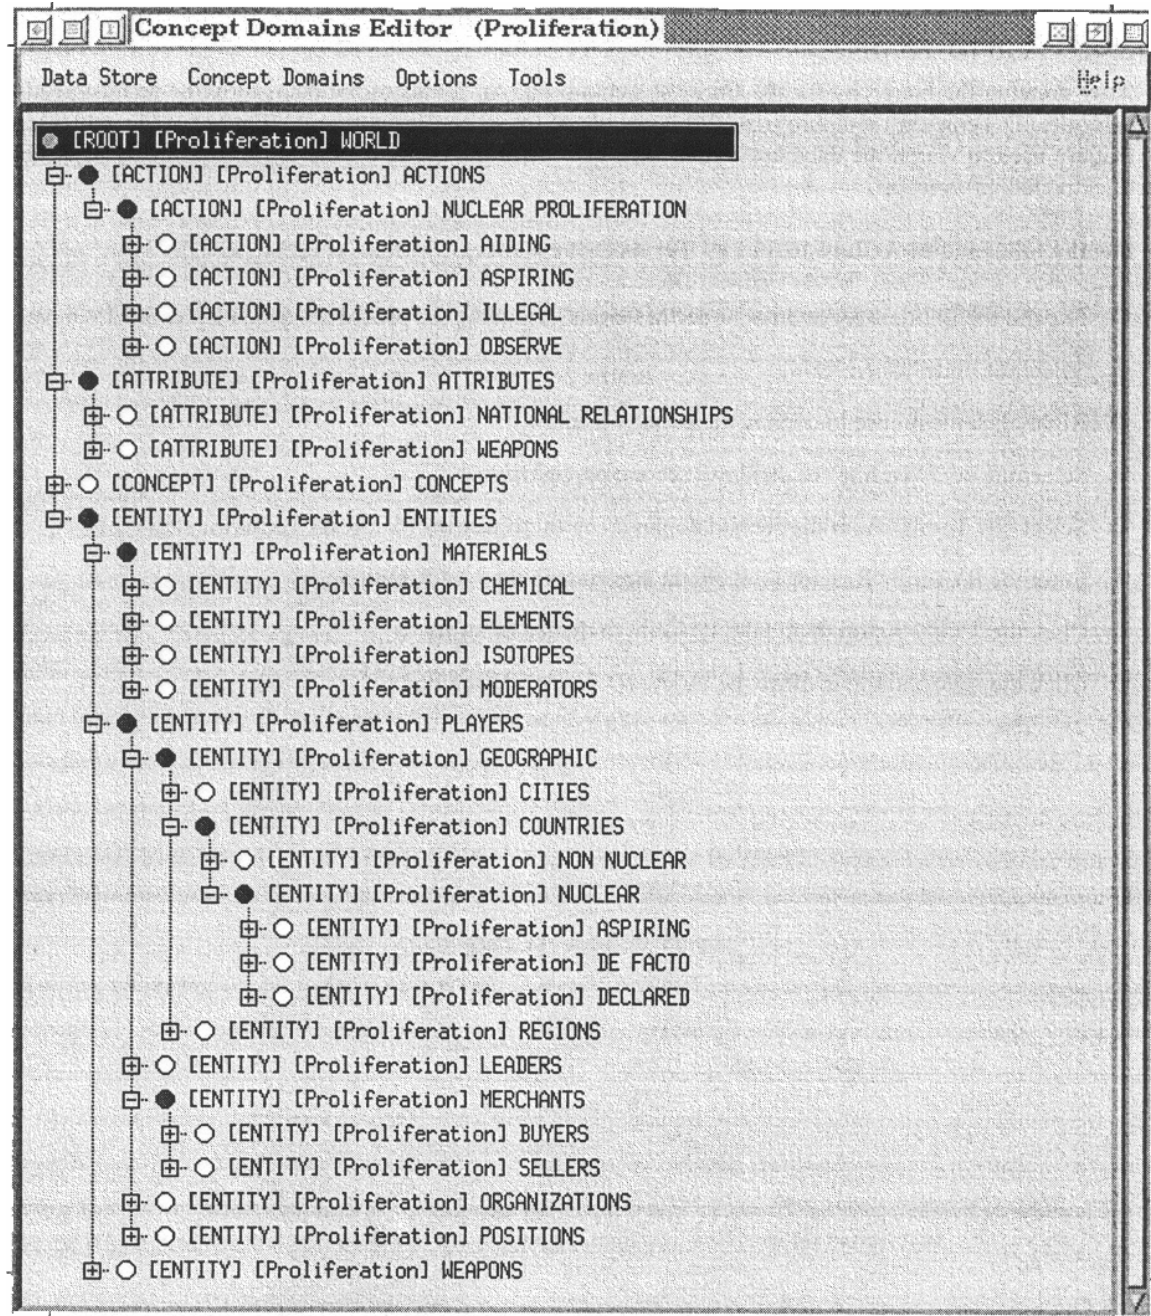 Concept Domains Editor (Proliferation)
Data Store Concept Domains Options Tools Help
[ROOT] [Proliferation] WORLD
[ACTION] [Proliferation] ACTIONS
[ACTION] [Proliferation] NUCLEAR PROLIFERATION
[ACTION] [Proliferation] AIDING
[ACTION] [Proliferation] ASPIRING
[ACTION] [Proliferation] ILLEGAL
[ACTION] [Proliferation] OBSERVE
[ATTRIBUTE] [Proliferation] ATTRIBUTES
[ATTRIBUTE] [Proliferation] NATIONAL RELATIONSHIPS
[ATTRIBUTE] [Proliferation] WEAPONS
[CONCEPT] [Proliferation] CONCEPTS
[ENTITY] [Proliferation] ENTITIES
[ENTITY] [Proliferation] MATERIALS
[ENTITY] [Proliferation] CHEMICAL
[ENTITY] [Proliferation] ELEMENTS
[ENTITY] [Proliferation] ISOTOPES
[ENTITY] [Proliferation] MODERATORS
[ENTITY] [Proliferation] PLAYERS
[ENTITY] [Proliferation] GEOGRAPHIC
[ENTITY] [Proliferation] CITIES
[ENTITY] [Proliferation] COUNTRIES
[ENTITY] [Proliferation] NON NUCLEAR
[ENTITY] [Proliferation] NUCLEAR
[ENTITY] [Proliferation] ASPIRING
[ENTITY] [Proliferation] DE FACTO
[ENTITY] [Proliferation] DECLARED
[ENTITY] [Proliferation] REGIONS
[ENTITY] [Proliferation] LEADERS
[ENTITY] [Proliferation] MERCHANTS
[ENTITY] [Proliferation] BUYERS
[ENTITY] [Proliferation] SELLERS
[ENTITY] [Proliferation] ORGANIZATIONS
[ENTITY] [Proliferation] POSITIONS
[ENTITY] [Proliferation] WEAPONS